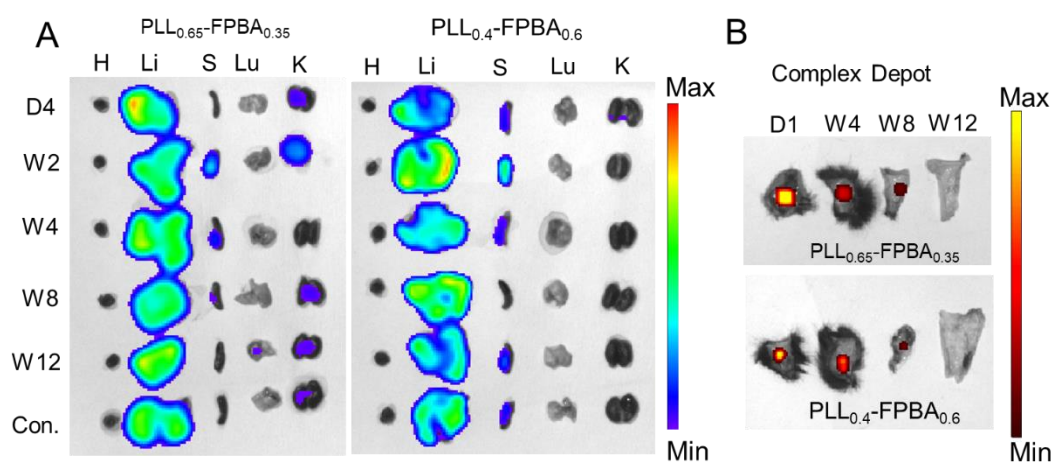 A
PLL₀.₆₅-FPBA₀.₃₅
H Li S Lu K
D4
W2
W4
W8
W12
Con.
PLL₀.₄-FPBA₀.₆
H Li S Lu K
Max
Min
B
Complex Depot
D1 W4 W8 W12
PLL₀.₆₅-FPBA₀.₃₅
PLL₀.₄-FPBA₀.₆
Max
Min